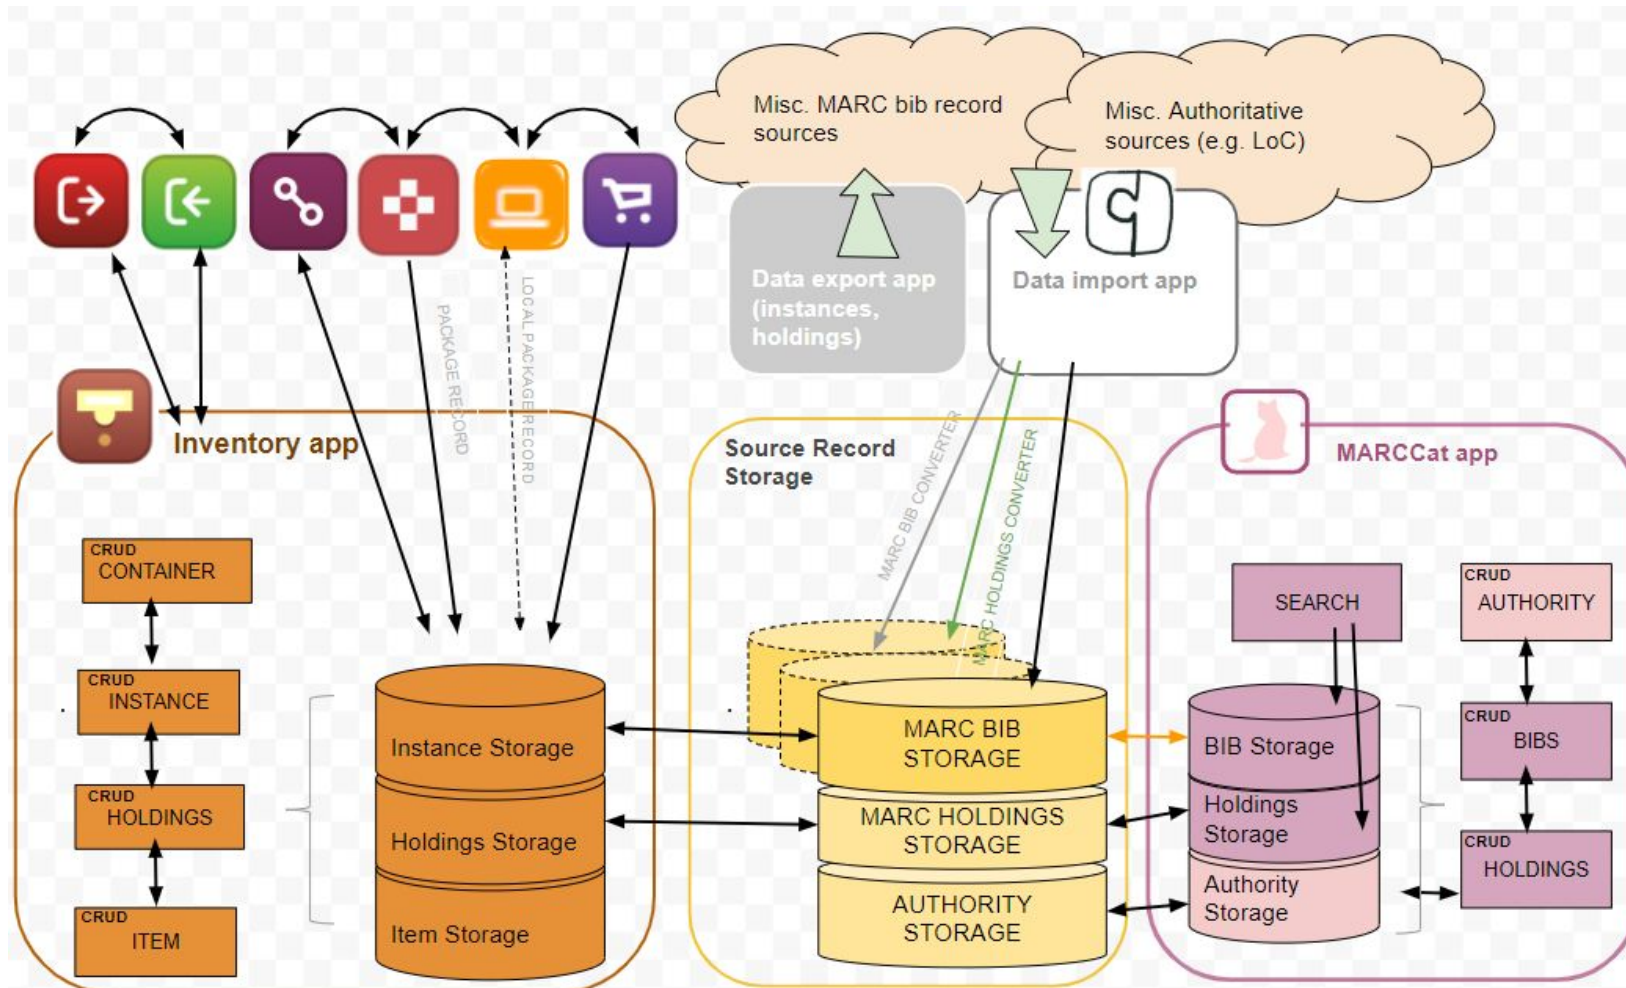 Misc. MARC bib record
sources
Misc. Authoritative
sources (e.g. LoC)
Data export app
(instances,
holdings)
Data import app
PACKAGE RECORD
LOCAL PACKAGE RECORD
Inventory app
CRUD
CONTAINER
CRUD
INSTANCE
CRUD
HOLDINGS
CRUD
ITEM
Instance Storage
Holdings Storage
Item Storage
Source Record
Storage
MARC BIB CONVERTER
MARC HOLDINGS CONVERTER
MARC BIB
STORAGE
MARC HOLDINGS
STORAGE
AUTHORITY
STORAGE
MARCCat app
SEARCH
BIB Storage
Holdings
Storage
Authority
Storage
CRUD
AUTHORITY
CRUD
BIBS
CRUD
HOLDINGS